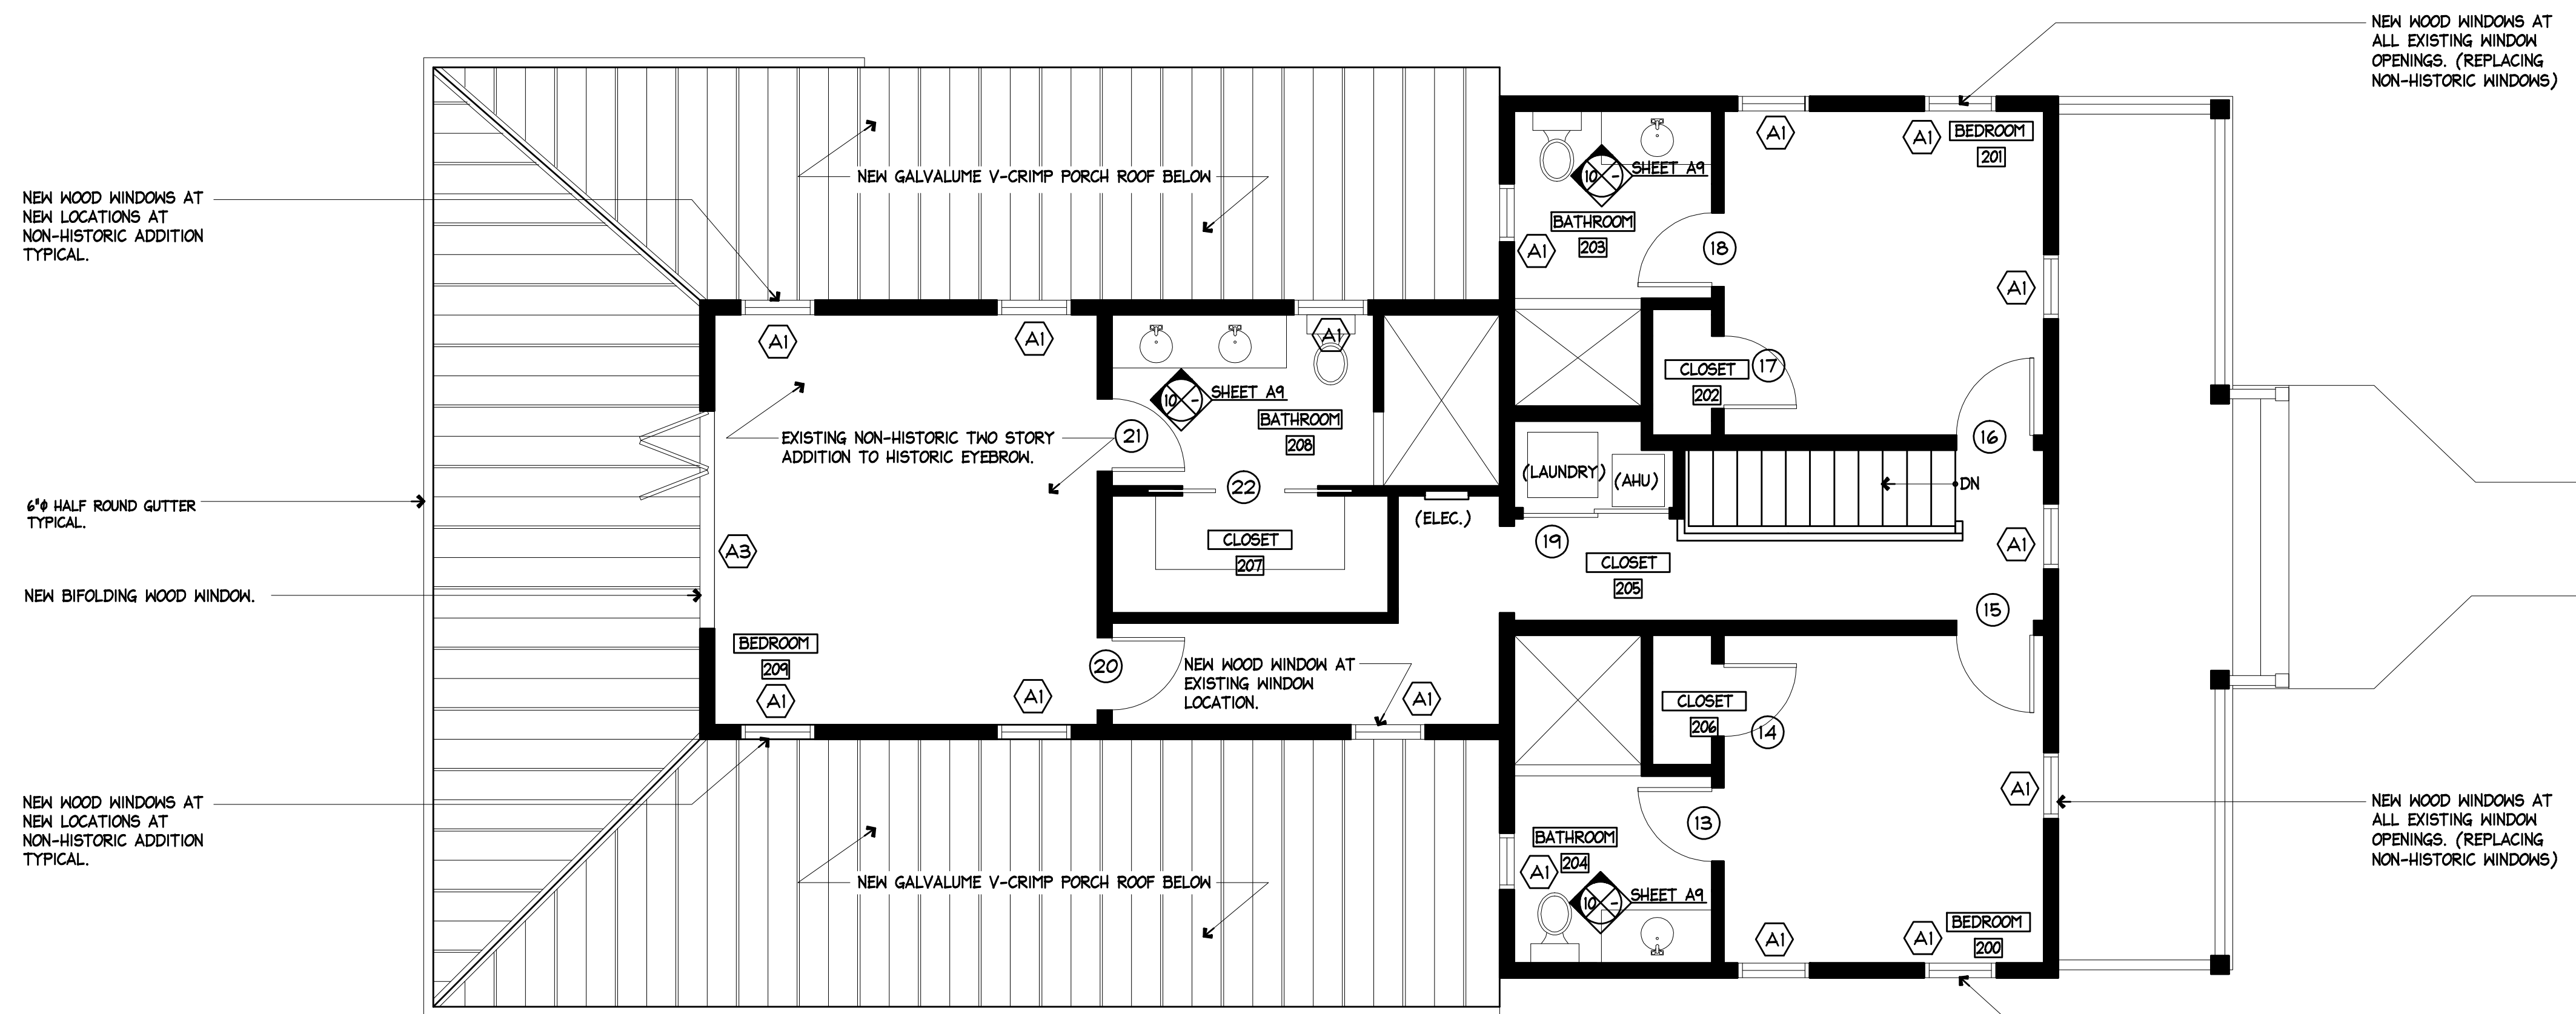 NEW WOOD WINDOWS AT
ALL EXISTING WINDOW
OPENINGS. (REPLACING
NON-HISTORIC WINDOWS)
NEW WOOD WINDOWS AT
NEW LOCATIONS AT
NON-HISTORIC ADDITION
TYPICAL.
NEW GALVALUME V-CRIMP PORCH ROOF BELOW
10
-
SHEET A9
BATHROOM
203
A1
18
A1
A1
BEDROOM
201
A1
A1
A1
A1
CLOSET
202
17
10
-
SHEET A9
BATHROOM
208
21
EXISTING NON-HISTORIC TWO STORY
ADDITION TO HISTORIC EYEBROW.
16
22
(LAUNDRY)
(AHU)
DN
6"Φ HALF ROUND GUTTER
TYPICAL.
(ELEC.)
A3
CLOSET
207
19
CLOSET
205
A1
NEW BIFOLDING WOOD WINDOW.
15
BEDROOM
209
A1
A1
20
NEW WOOD WINDOW AT
EXISTING WINDOW
LOCATION.
A1
CLOSET
206
14
A1
NEW WOOD WINDOWS AT
NEW LOCATIONS AT
NON-HISTORIC ADDITION
TYPICAL.
NEW WOOD WINDOWS AT
ALL EXISTING WINDOW
OPENINGS. (REPLACING
NON-HISTORIC WINDOWS)
13
BATHROOM
204
A1
10
-
SHEET A9
NEW GALVALUME V-CRIMP PORCH ROOF BELOW
A1
A1
BEDROOM
200